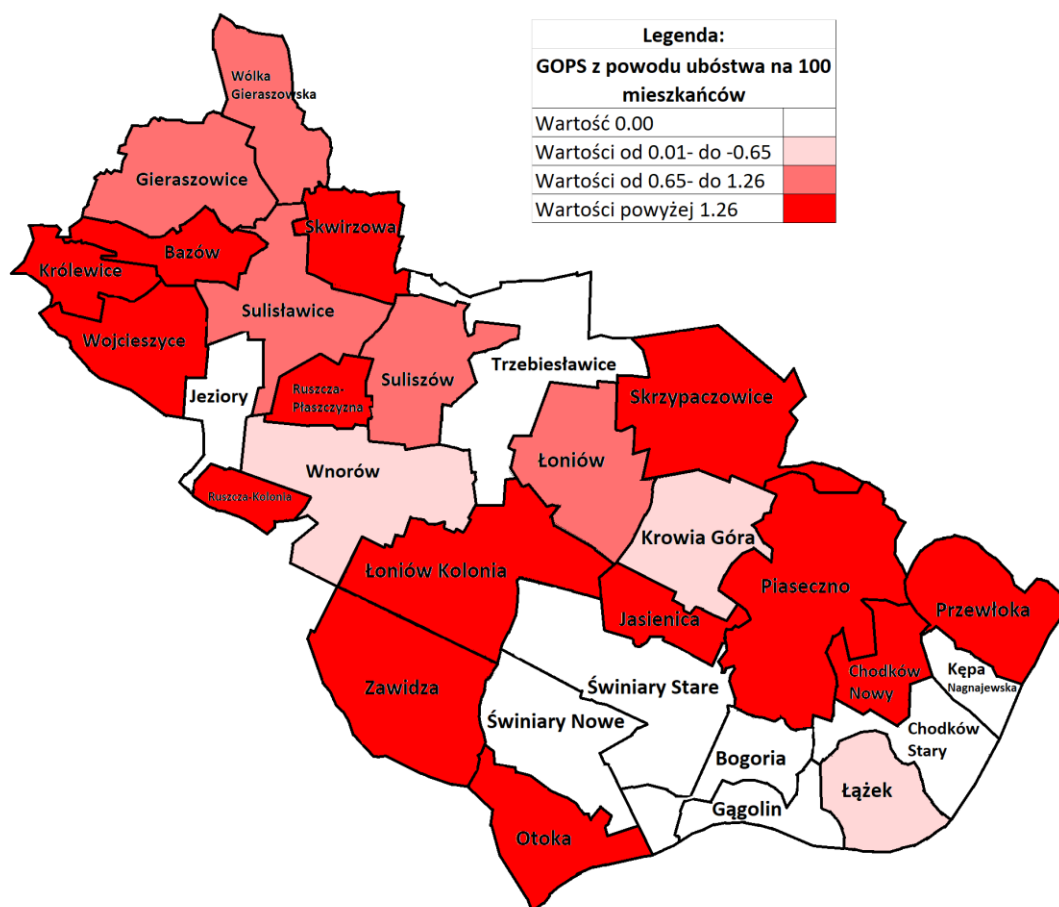 Legenda:
GOPS z powodu ubóstwa na 100
mieszkańców
Wartość 0.00
Wartości od 0.01- do -0.65
Wartości od 0.65- do 1.26
Wartości powyżej 1.26
Wólka
Gieraszowska
Gieraszowice
Skwirzowa
Bazów
Królewice
Sulisławice
Wojcieszyce
Trzebiesławice
Suliszów
Jeziory
Ruszcza-
Płaszczyzna
Skrzypaczowice
Łoniów
Wnorów
Ruszcza-Kolonia
Krowia Góra
Łoniów Kolonia
Piaseczno
Przewłoka
Jasienica
Kępa
Nagnajewska
Chodków
Nowy
Zawidza
Świniary Stare
Świniary Nowe
Chodków
Stary
Bogoria
Łążek
Gągolin
Otoka